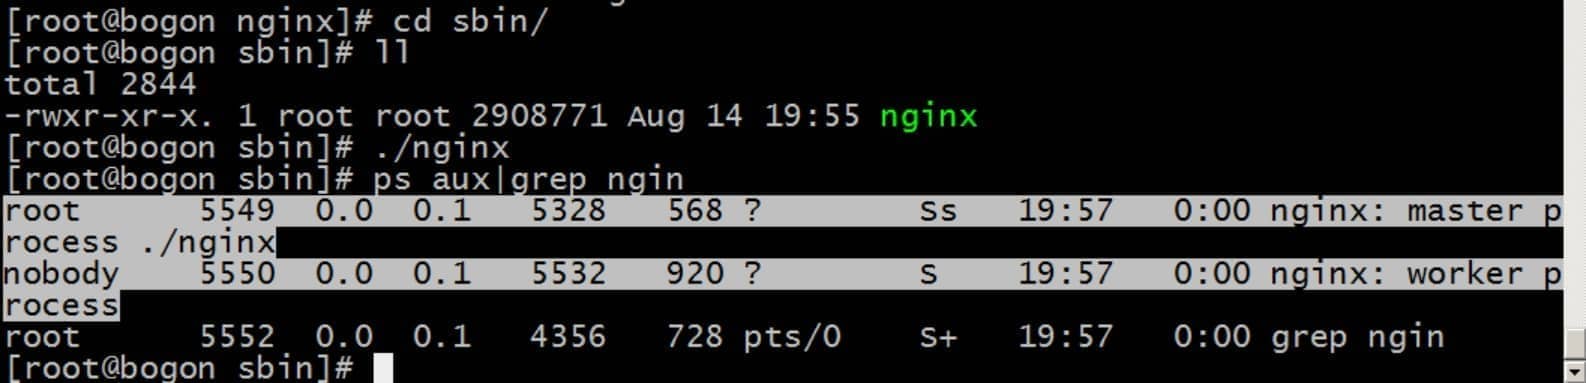 [root@bogon nginx]# cd sbin/
[root@bogon sbin]# ll
total 2844
-rwxr-xr-x. 1 root root 2908771 Aug 14 19:55 nginx
[root@bogon sbin]# ./nginx
[root@bogon sbin]# ps aux|grep ngin
root      5549  0.0  0.1   5328   568 ?        Ss   19:57   0:00 nginx: master p
rocess ./nginx
nobody    5550  0.0  0.1   5532   920 ?        S    19:57   0:00 nginx: worker p
rocess
root      5552  0.0  0.1   4356   728 pts/0    S+   19:57   0:00 grep ngin
[root@bogon sbin]#